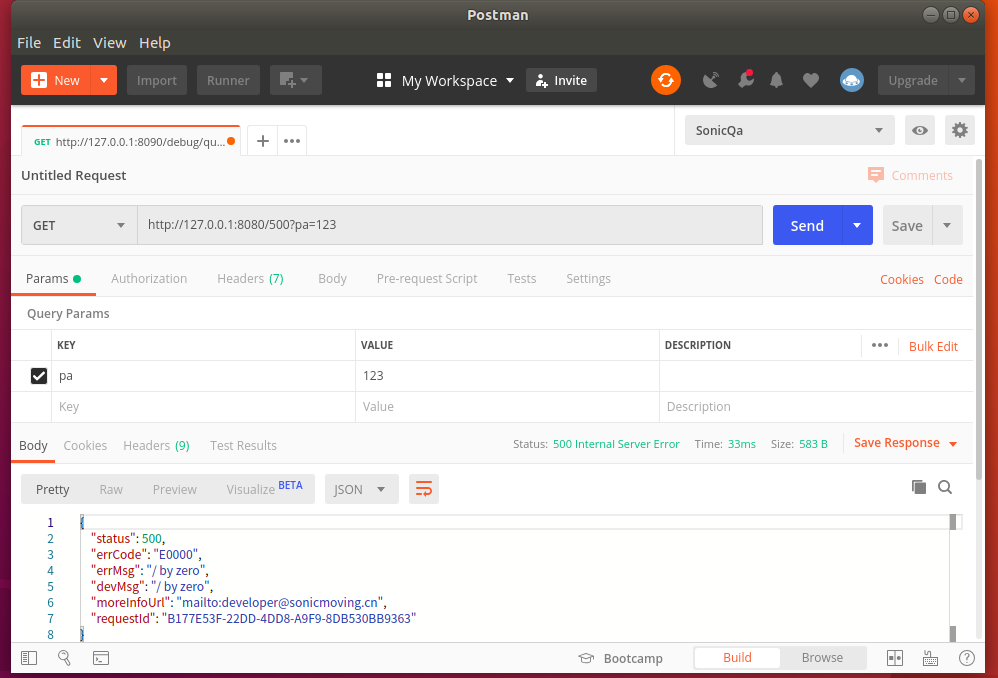 Postman
File Edit View Help
New Import Runner My Workspace Invite Upgrade
GET http://127.0.0.1:8090/debug/qu... + ••• SonicQa
Untitled Request Comments
GET http://127.0.0.1:8080/500?pa=123 Send Save
Params Authorization Headers (7) Body Pre-request Script Tests Settings Cookies Code
Query Params
KEY VALUE DESCRIPTION ••• Bulk Edit
pa 123
Key Value Description
Body Cookies Headers (9) Test Results Status: 500 Internal Server Error Time: 33ms Size: 583 B Save Response
Pretty Raw Preview Visualize BETA JSON
1 {
2 "status": 500,
3 "errCode": "E0000",
4 "errMsg": "/ by zero",
5 "devMsg": "/ by zero",
6 "moreInfoUrl": "mailto:developer@sonicmoving.cn",
7 "requestId": "B177E53F-22DD-4DD8-A9F9-8DB530BB9363"
8 }
Bootcamp Build Browse